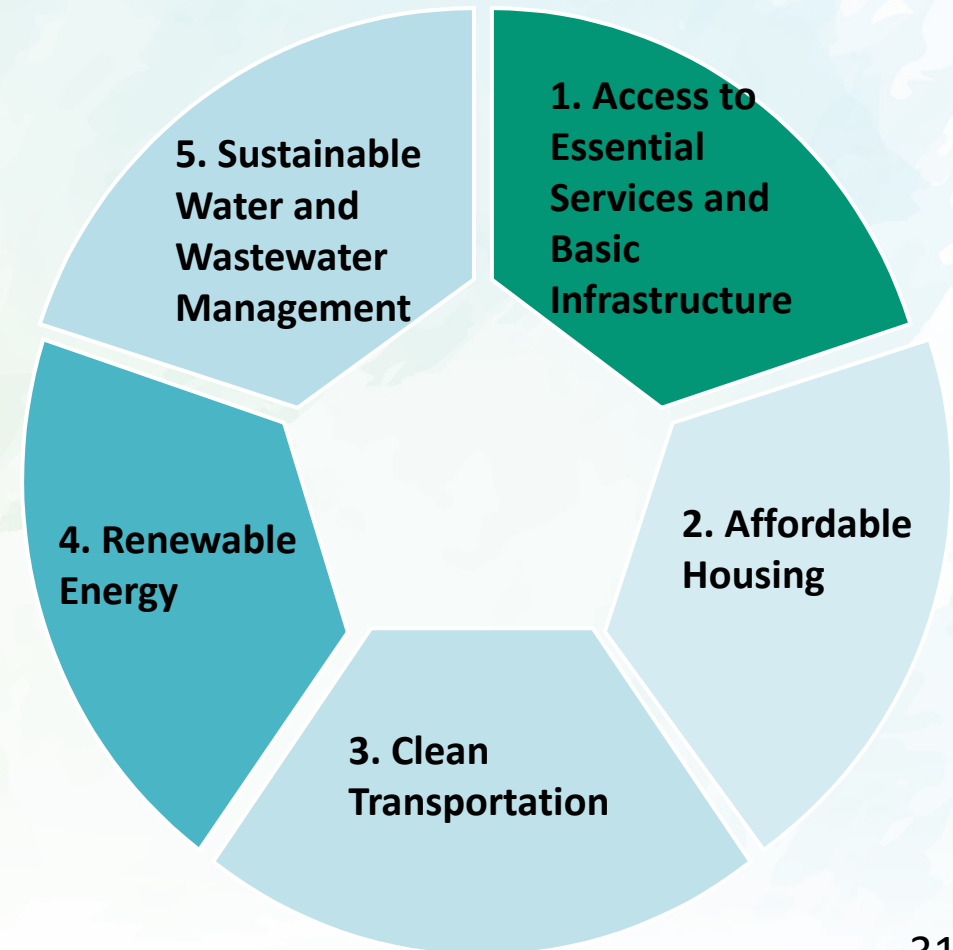 1. Access to
Essential
Services and
Basic
Infrastructure
2. Affordable
Housing
3. Clean
Transportation
4. Renewable
Energy
5. Sustainable
Water and
Wastewater
Management
21